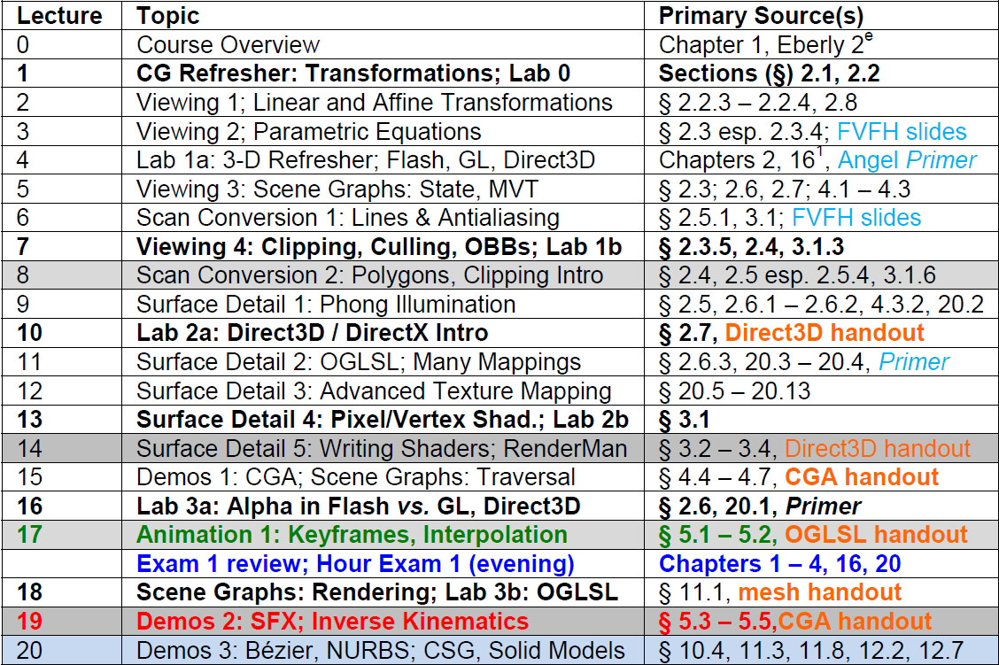 Lecture Topic Primary Source(s)
0 Course Overview Chapter 1, Eberly 2e
1 CG Refresher: Transformations; Lab 0 Sections (§) 2.1, 2.2
2 Viewing 1; Linear and Affine Transformations § 2.2.3 – 2.2.4, 2.8
3 Viewing 2; Parametric Equations § 2.3 esp. 2.3.4; FVFH slides
4 Lab 1a: 3-D Refresher; Flash, GL, Direct3D Chapters 2, 16¹, Angel Primer
5 Viewing 3: Scene Graphs: State, MVT § 2.3; 2.6, 2.7; 4.1 – 4.3
6 Scan Conversion 1: Lines & Antialiasing § 2.5.1, 3.1; FVFH slides
7 Viewing 4: Clipping, Culling, OBBs; Lab 1b § 2.3.5, 2.4, 3.1.3
8 Scan Conversion 2: Polygons, Clipping Intro § 2.4, 2.5 esp. 2.5.4, 3.1.6
9 Surface Detail 1: Phong Illumination § 2.5, 2.6.1 – 2.6.2, 4.3.2, 20.2
10 Lab 2a: Direct3D / DirectX Intro § 2.7, Direct3D handout
11 Surface Detail 2: OGLSL; Many Mappings § 2.6.3, 20.3 – 20.4, Primer
12 Surface Detail 3: Advanced Texture Mapping § 20.5 – 20.13
13 Surface Detail 4: Pixel/Vertex Shad.; Lab 2b § 3.1
14 Surface Detail 5: Writing Shaders; RenderMan § 3.2 – 3.4, Direct3D handout
15 Demos 1: CGA; Scene Graphs: Traversal § 4.4 – 4.7, CGA handout
16 Lab 3a: Alpha in Flash vs. GL, Direct3D § 2.6, 20.1, Primer
17 Animation 1: Keyframes, Interpolation § 5.1 – 5.2, OGLSL handout
Exam 1 review; Hour Exam 1 (evening) Chapters 1 – 4, 16, 20
18 Scene Graphs: Rendering; Lab 3b: OGLSL § 11.1, mesh handout
19 Demos 2: SFX; Inverse Kinematics § 5.3 – 5.5,CGA handout
20 Demos 3: Bézier, NURBS; CSG, Solid Models § 10.4, 11.3, 11.8, 12.2, 12.7